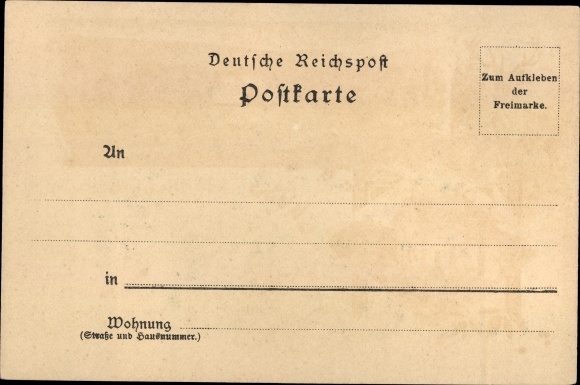 Deutsche Reichspost
Postkarte
Zum Aufkleben
der
Freimarke.
An
in
Wohnung
(Straße und Hausnummer.)